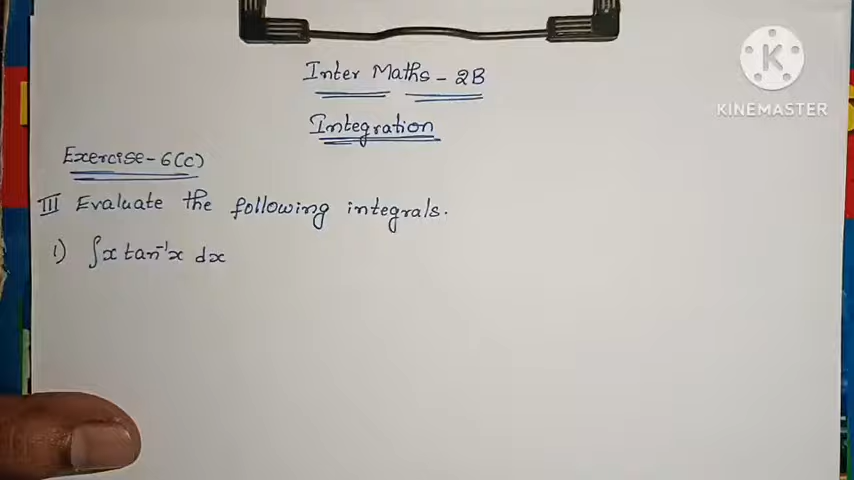 Inter Maths - 2B
K
KINEMASTER
Integration
Exercise - 6(c)
III Evaluate the following integrals.
1) ∫x tan⁻¹x dx